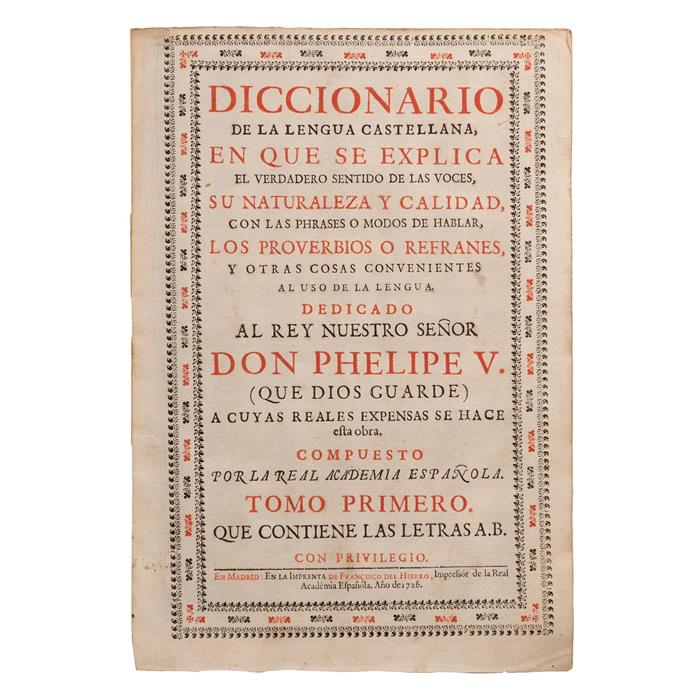 DICCIONARIO
DE LA LENGUA CASTELLANA,
EN QUE SE EXPLICA
EL VERDADERO SENTIDO DE LAS VOCES,
SU NATURALEZA Y CALIDAD,
CON LAS PHRASES O MODOS DE HABLAR,
LOS PROVERBIOS O REFRANES,
Y OTRAS COSAS CONVENIENTES
AL USO DE LA LENGUA.
DEDICADO
AL REY NUESTRO SEÑOR
DON PHELIPE V.
(QUE DIOS GUARDE)
A CUYAS REALES EXPENSAS SE HACE
esta obra.
COMPUESTO
POR LA REAL ACADEMIA ESPAÑOLA.
TOMO PRIMERO.
QUE CONTIENE LAS LETRAS A.B.
CON PRIVILEGIO.
EN MADRID: EN LA IMPRENTA DE FRANCISCO DEL HIERRO, Impressór de la Real
Académia Española. Año de 1726.